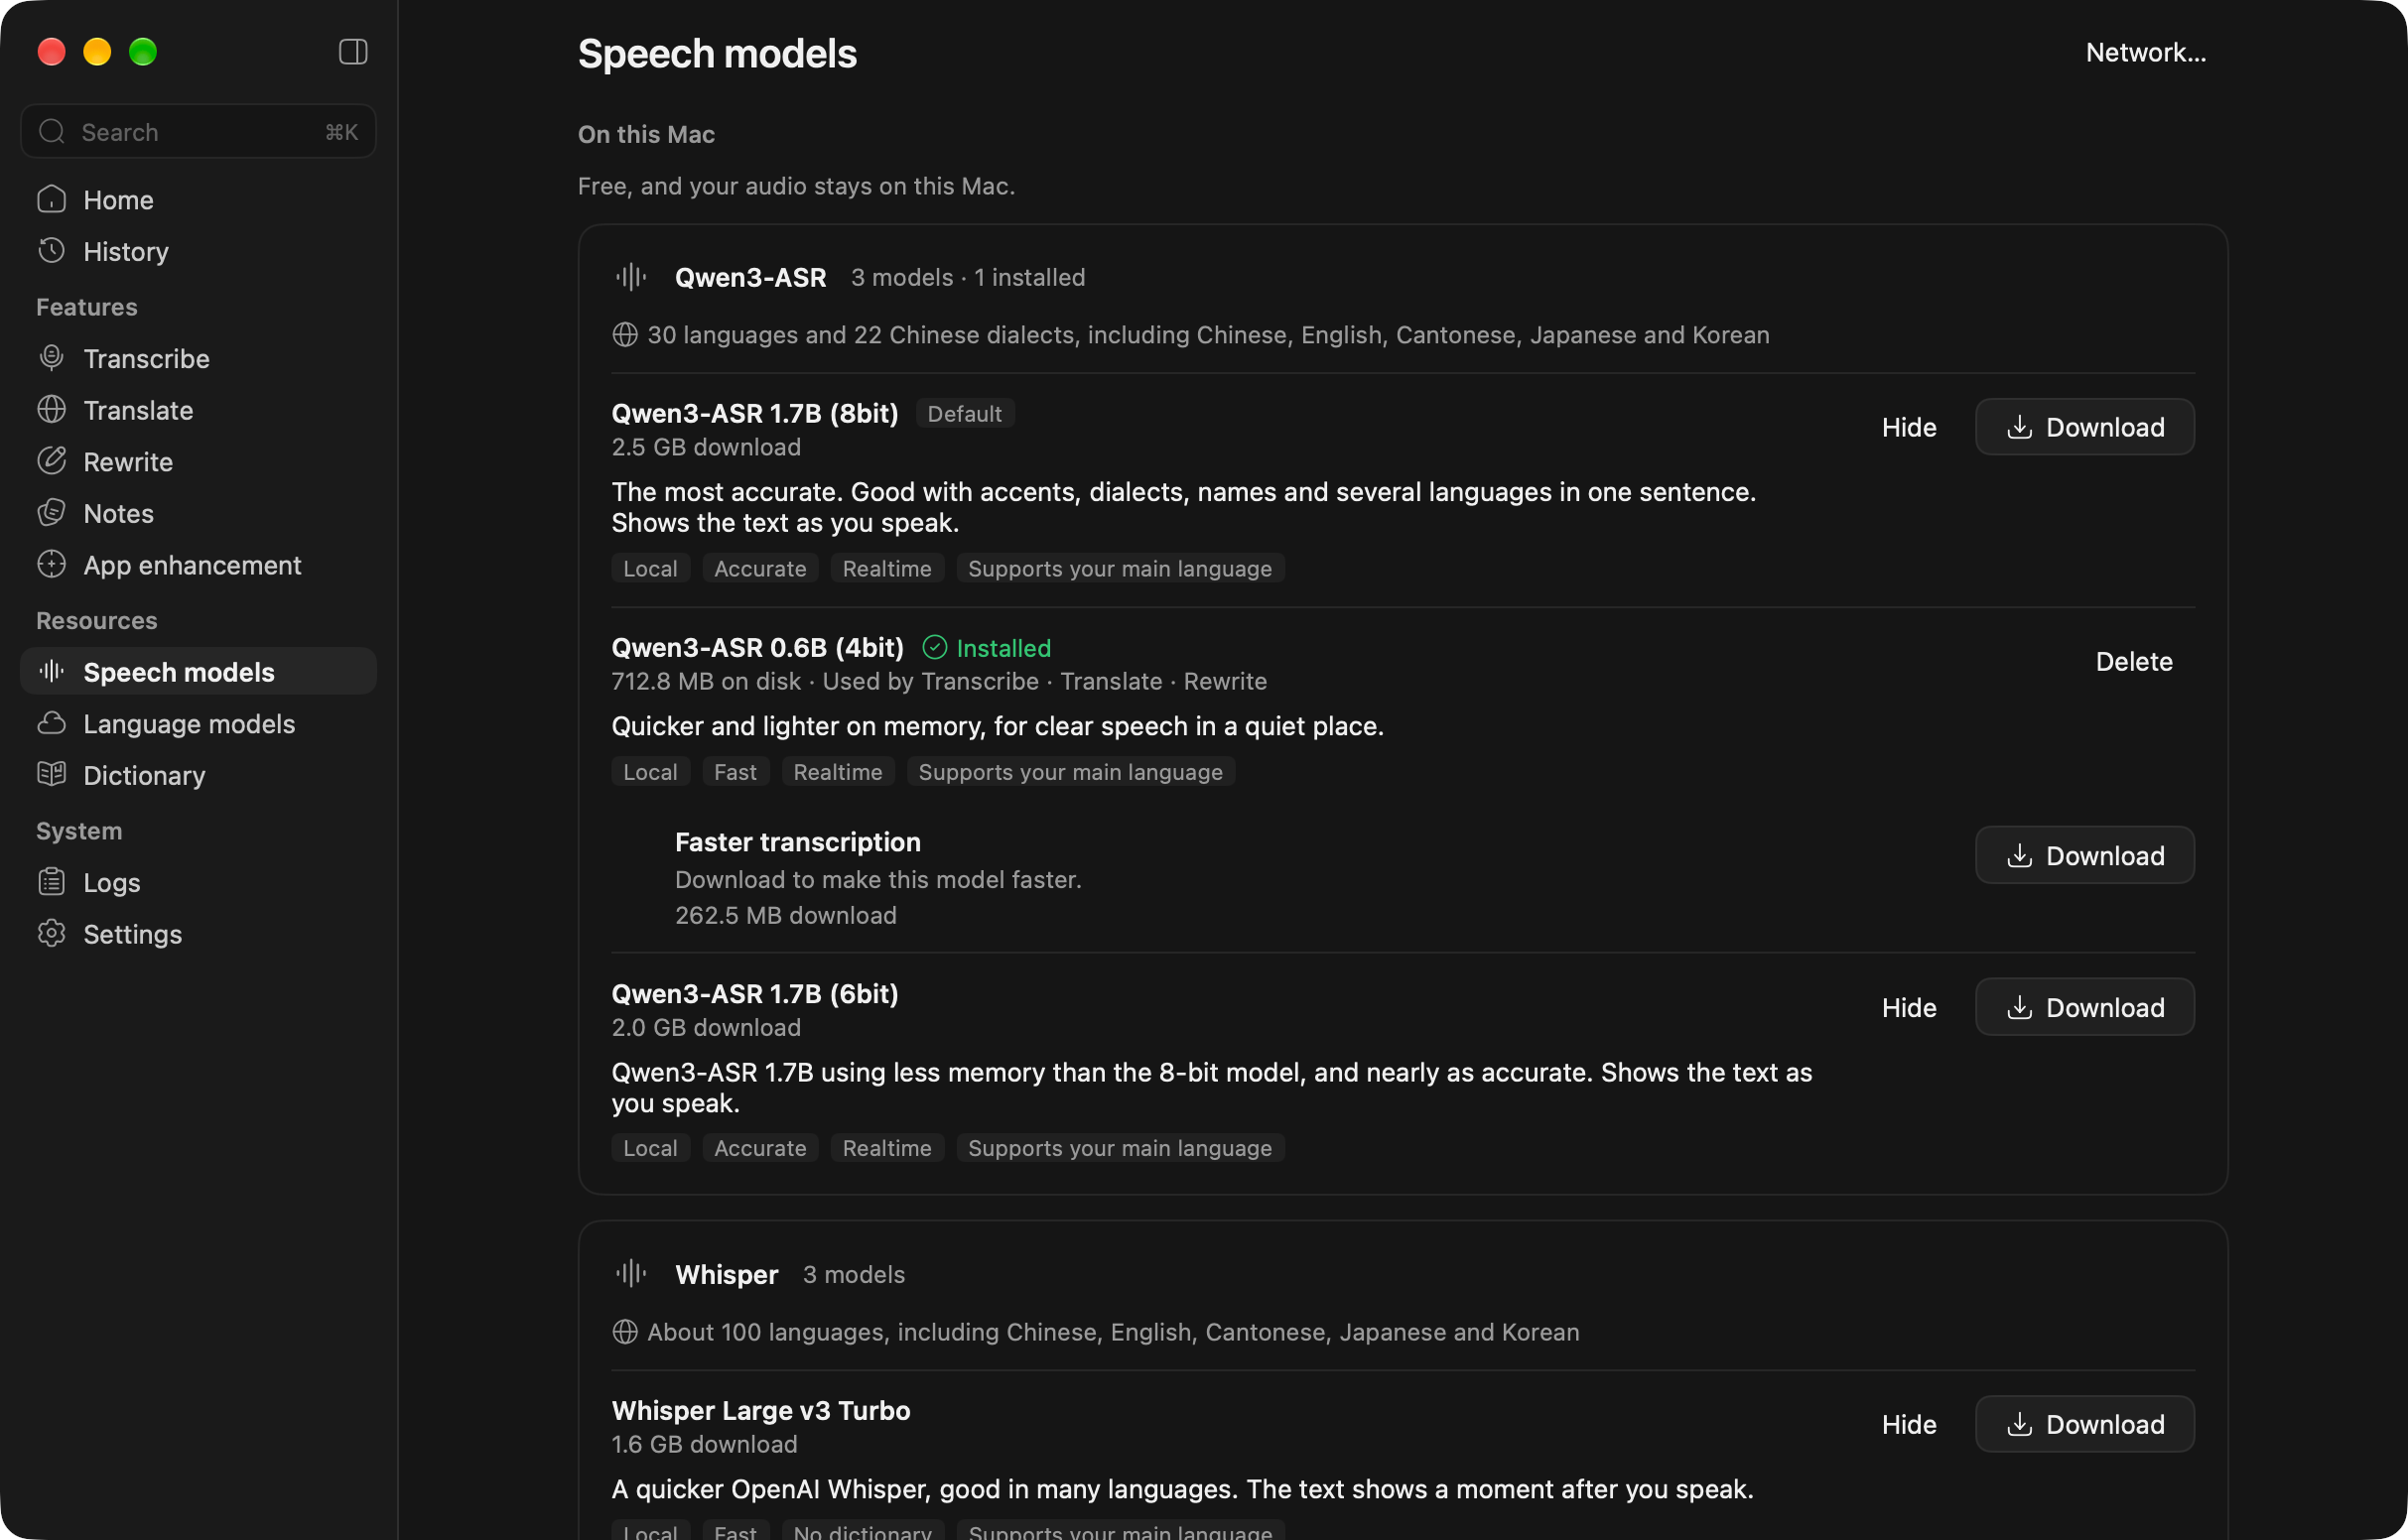 Search ⌘K
Home
History
Features
Transcribe
Translate
Rewrite
Notes
App enhancement
Resources
Speech models
Language models
Dictionary
System
Logs
Settings
Speech models
Network...
On this Mac
Free, and your audio stays on this Mac.
Qwen3-ASR 3 models · 1 installed
30 languages and 22 Chinese dialects, including Chinese, English, Cantonese, Japanese and Korean
Qwen3-ASR 1.7B (8bit) Default
Hide Download
2.5 GB download
The most accurate. Good with accents, dialects, names and several languages in one sentence.
Shows the text as you speak.
Local Accurate Realtime Supports your main language
Qwen3-ASR 0.6B (4bit) Installed
Delete
712.8 MB on disk · Used by Transcribe · Translate · Rewrite
Quicker and lighter on memory, for clear speech in a quiet place.
Local Fast Realtime Supports your main language
Faster transcription
Download
Download to make this model faster.
262.5 MB download
Qwen3-ASR 1.7B (6bit)
Hide Download
2.0 GB download
Qwen3-ASR 1.7B using less memory than the 8-bit model, and nearly as accurate. Shows the text as
you speak.
Local Accurate Realtime Supports your main language
Whisper 3 models
About 100 languages, including Chinese, English, Cantonese, Japanese and Korean
Whisper Large v3 Turbo
Hide Download
1.6 GB download
A quicker OpenAI Whisper, good in many languages. The text shows a moment after you speak.
Local Fast No dictionary Supports your main language